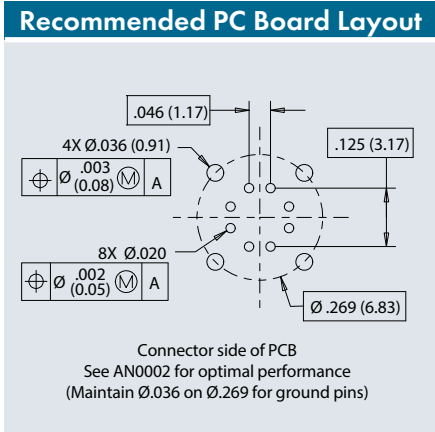 Recommended PC Board Layout
.046 (1.17)
4X Ø.036 (0.91)
.125 (3.17)
Ø .003 (0.08) Ⓜ A
8X Ø.020
Ø .002 (0.05) Ⓜ A
Ø .269 (6.83)
Connector side of PCB
See AN0002 for optimal performance
(Maintain Ø.036 on Ø.269 for ground pins)